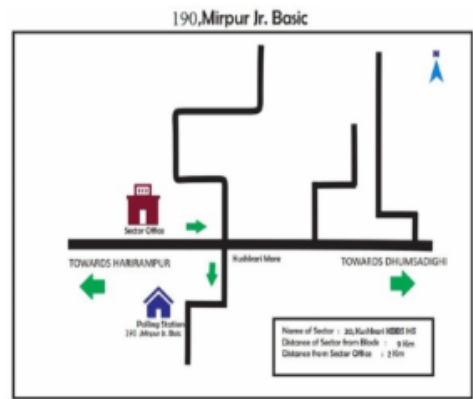 190,Mirpur Jr. Basic
N
Sector Office
TOWARDS HARIRAMPUR
Kushkari More
TOWARDS DHUMSADIGHI
Polling Station
190 ,Mirpur Jr. Basic
Name of Sector : 20, Kushkari HS
Distance of Sector from Block : 9 Km
Distance from Sector Office : 2 Km